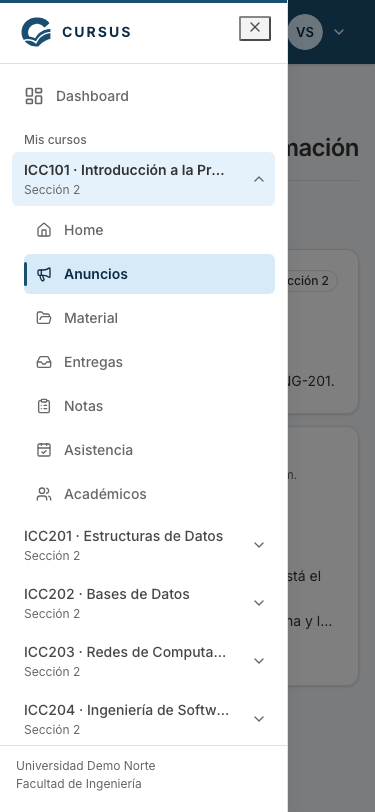 CURSUS
VS
Dashboard
mación
Mis cursos
ICC101 · Introducción a la Pr...
Sección 2
Home
Anuncios
cción 2
Material
Entregas
NG-201.
Notas
Asistencia
m.
Académicos
ICC201 · Estructuras de Datos
Sección 2
stá el
ICC202 · Bases de Datos
Sección 2
na y l...
ICC203 · Redes de Computa...
Sección 2
ICC204 · Ingeniería de Softw...
Sección 2
Universidad Demo Norte
Facultad de Ingeniería